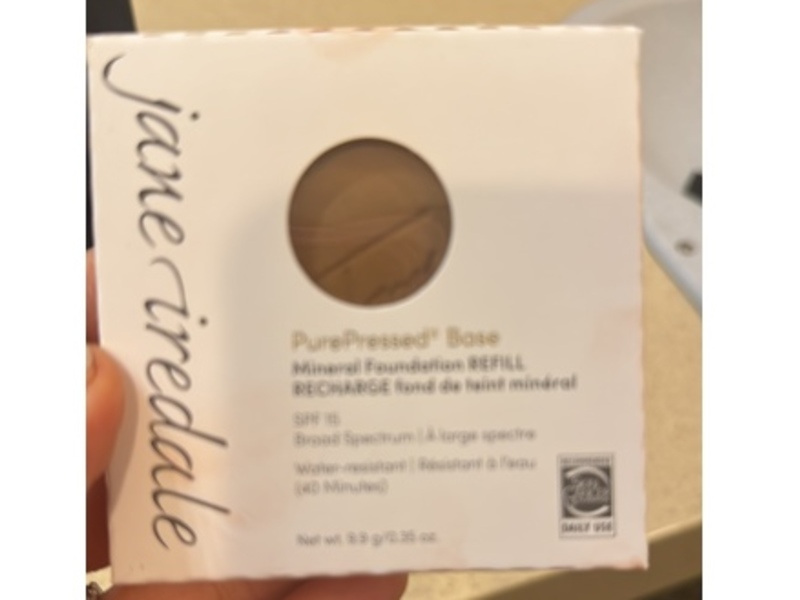 jane iredale
PurePressed® Base
Mineral Foundation REFILL
RECHARGE fond de teint minéral
SPF 15
Broad Spectrum | À large spectre
Water-resistant | Résistant à l'eau
(40 Minutes)
Net wt. 9.9 g/0.35 oz.
DAILY USE